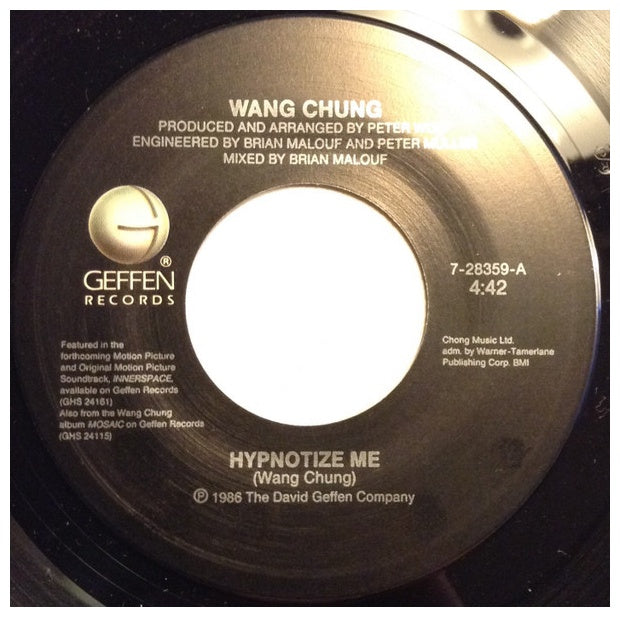 WANG CHUNG
PRODUCED AND ARRANGED BY PETER
ENGINEERED BY BRIAN MALOUF AND PETER
MIXED BY BRIAN MALOUF
G
®
GEFFEN
RECORDS
7-28359-A
4:42
Featured in the
forthcoming Motion Picture
and Original Motion Picture
Soundtrack, INNERSPACE,
available on Geffen Records
(GHS 24161)
Also from the Wang Chung
album MOSAIC on Geffen Records
(GHS 24115)
Chong Music Ltd.
adm. by Warner-Tamerlane
Publishing Corp. BMI
HYPNOTIZE ME
(Wang Chung)
℗ 1986 The David Geffen Company